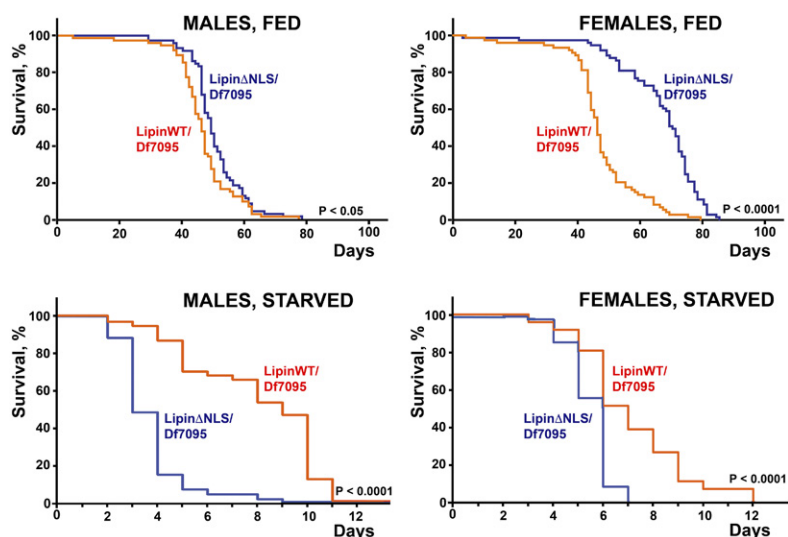 MALES, FED
Survival, %
100
80
60
40
20
0
LipinΔNLS/
Df7095
LipinWT/
Df7095
P < 0.05
0 20 40 60 80 100
Days
FEMALES, FED
Survival, %
100
80
60
40
20
0
LipinΔNLS/
Df7095
LipinWT/
Df7095
P < 0.0001
0 20 40 60 80 100
Days
MALES, STARVED
Survival, %
100
80
60
40
20
0
LipinWT/
Df7095
LipinΔNLS/
Df7095
P < 0.0001
0 2 4 6 8 10 12
Days
FEMALES, STARVED
Survival, %
100
80
60
40
20
0
LipinWT/
Df7095
LipinΔNLS/
Df7095
P < 0.0001
0 2 4 6 8 10 12
Days